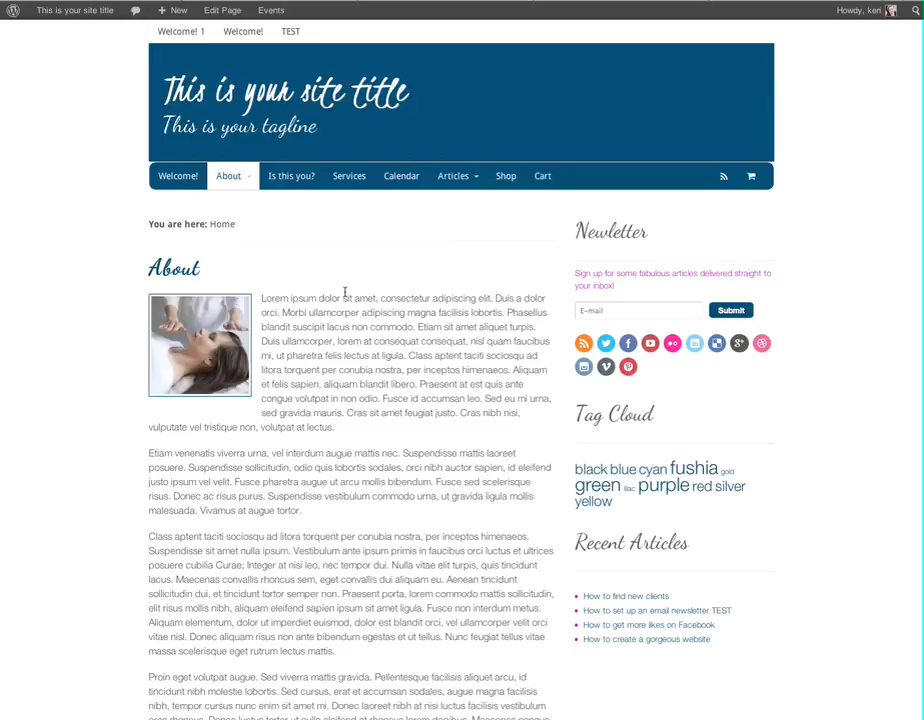 This is your site title New Edit Page Events Howdy, keri
Welcome! 1 Welcome! TEST
This is your site title
This is your tagline
Welcome! About Is this you? Services Calendar Articles Shop Cart
You are here: Home
About
Lorem ipsum dolor sit amet, consectetur adipiscing elit. Duis a dolor
orci. Morbi ullamcorper adipiscing magna facilisis lobortis. Phasellus
blandit suscipit lacus non commodo. Etiam sit amet aliquet turpis.
Duis ullamcorper, lorem at consequat consequat, nisl quam faucibus
mi, ut pharetra felis lectus at ligula. Class aptent taciti sociosqu ad
litora torquent per conubia nostra, per inceptos himenaeos. Aliquam
et felis sapien. aliquam blandit libero. Praesent at est quis ante
congue volutpat in non odio. Fusce id accumsan leo. Sed eu mi urna,
sed gravida mauris. Cras sit amet feugiat justo. Cras nibh nisi,
vulputate vel tristique non, volutpat at lectus.
Etiam venenatis viverra urna, vel interdum augue mattis nec. Suspendisse mattis laoreet
posuere. Suspendisse sollicitudin, odio quis lobortis sodales, orci nibh auctor sapien, id eleifend
justo ipsum vel velit. Fusce pharetra augue ut arcu mollis bibendum. Fusce sed scelerisque
risus. Donec ac risus purus. Suspendisse vestibulum commodo urna, ut gravida ligula mollis
malesuada. Vivamus at augue tortor.
Class aptent taciti sociosqu ad litora torquent per conubia nostra, per inceptos himenaeos.
Suspendisse sit amet nulla ipsum. Vestibulum ante ipsum primis in faucibus orci luctus et ultrices
posuere cubilia Curae; Integer at nisi leo, nec tempor dui. Nulla vitae elit turpis, quis tincidunt
lacus. Maecenas convallis rhoncus sem, eget convallis dui aliquam eu. Aenean tincidunt
sollicitudin dui, et tincidunt tortor semper non. Praesent porta, lorem commodo mattis sollicitudin,
elit risus mollis nibh, aliquam eleifend sapien ipsum sit amet ligula. Fusce non interdum metus.
Aliquam elementum, dolor ut imperdiet euismod, dolor est blandit orci, vel ullamcorper velit orci
vitae nisl. Donec aliquam risus non ante bibendum egestas et ut tellus. Nunc feugiat tellus vitae
massa scelerisque eget rutrum lectus mattis.
Proin eget volutpat augue. Sed viverra mattis gravida. Pellentesque facilisis aliquam arcu, id
tincidunt nibh molestie lobortis. Sed cursus, erat et accumsan sodales, augue magna facilisis
nibh, tempor cursus nunc enim sit amet mi. Donec laoreet nibh at nisi luctus facilisis vestibulum
Newletter
Sign up for some fabulous articles delivered straight to
your inbox!
E-mail Submit
Tag Cloud
black blue cyan fushia gold
green lilac purple red silver
yellow
Recent Articles
How to find new clients
How to set up an email newsletter TEST
How to get more likes on Facebook
How to create a gorgeous website